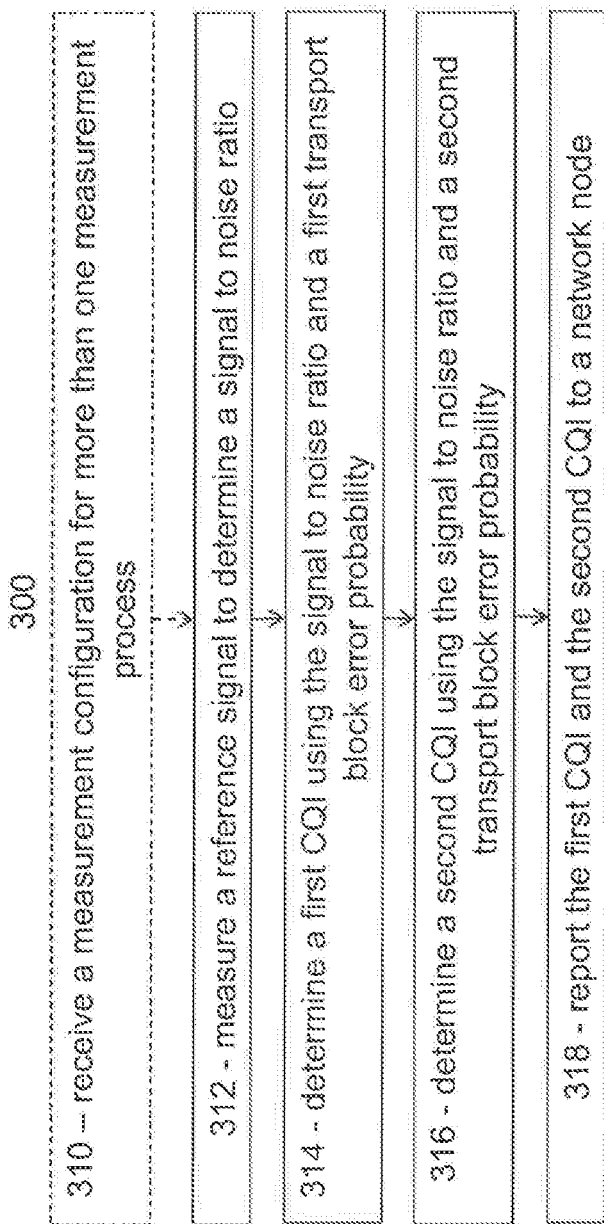 300
310 – receive a measurement configuration for more than one measurement
process
312 - measure a reference signal to determine a signal to noise ratio
314 - determine a first CQI using the signal to noise ratio and a first transport
block error probability
316 - determine a second CQI using the signal to noise ratio and a second
transport block error probability
318 - report the first CQI and the second CQI to a network node